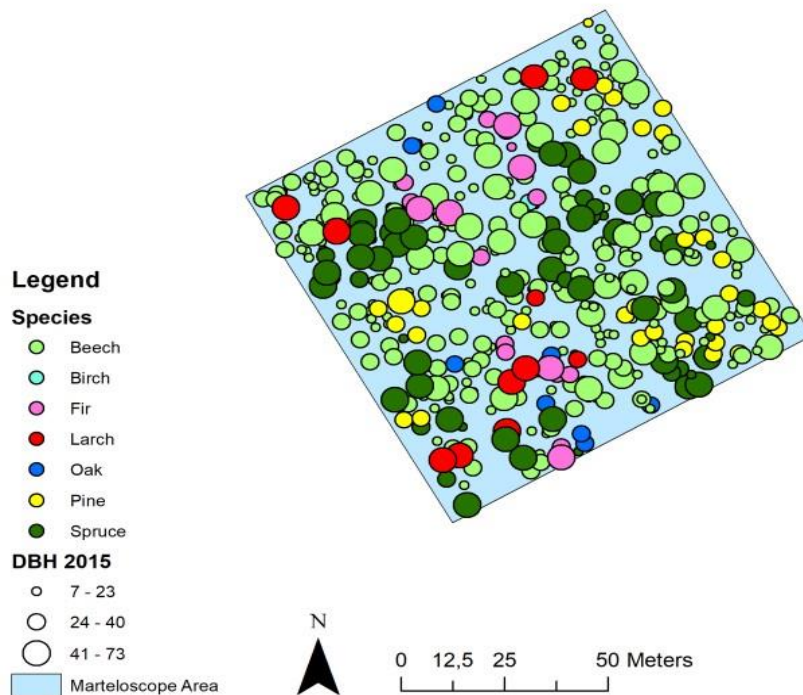 Legend
Species
Beech
Birch
Fir
Larch
Oak
Pine
Spruce
DBH 2015
7 - 23
24 - 40
41 - 73
Marteloscope Area
N
0 12,5 25 50 Meters